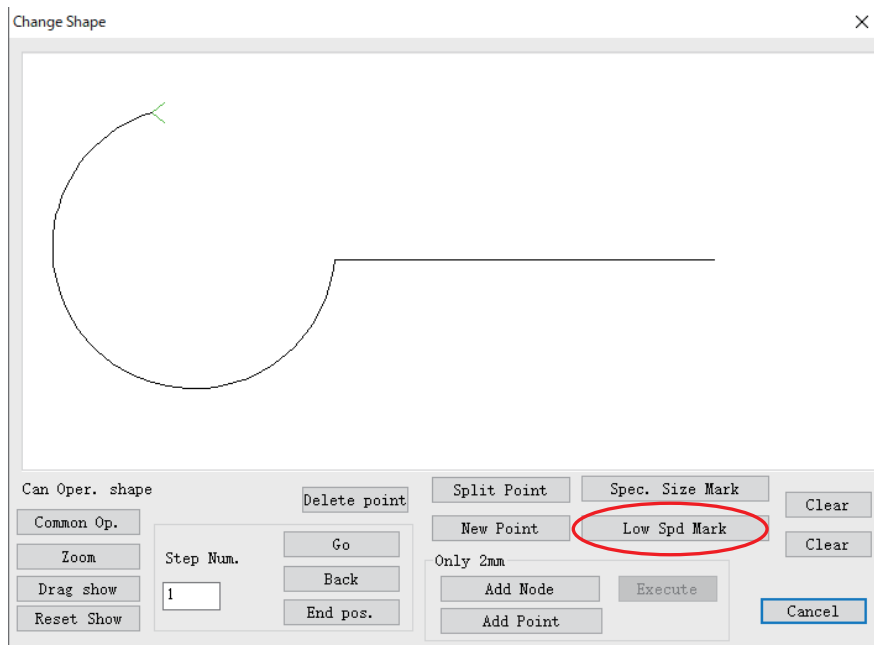 Change Shape
Can Oper. shape
Common Op.
Zoom
Drag show
Reset Show
Delete point
Step Num.
1
Go
Back
End pos.
Split Point
Spec. Size Mark
Clear
New Point
Low Spd Mark
Clear
Only 2mm
Add Node
Execute
Add Point
Cancel